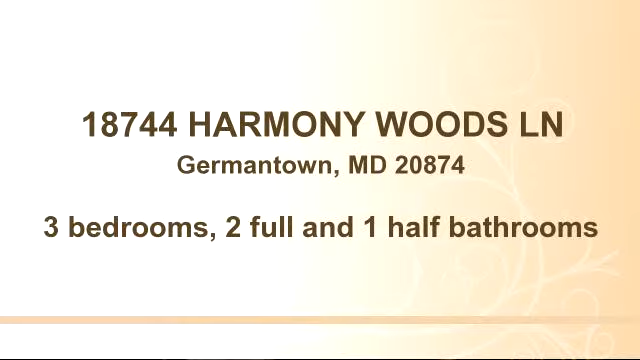 18744 HARMONY WOODS LN
Germantown, MD 20874
3 bedrooms, 2 full and 1 half bathrooms